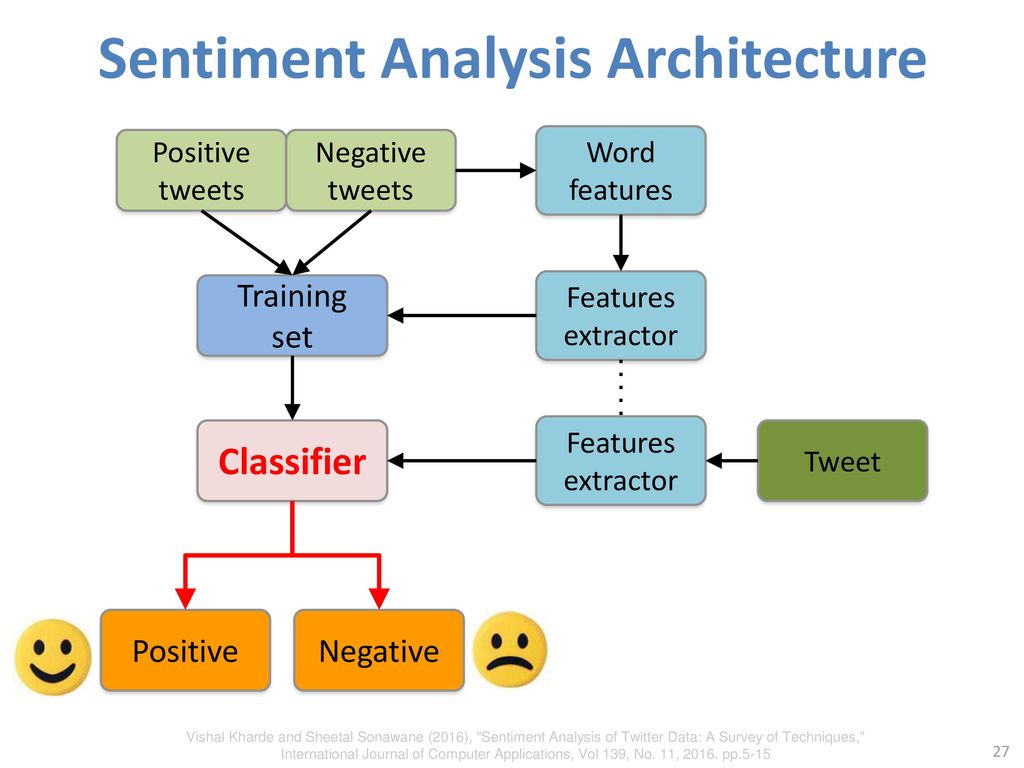 Sentiment Analysis Architecture
Positive
tweets
Negative
tweets
Word
features
Training
set
Features
extractor
Classifier
Features
extractor
Tweet
Positive
Negative
Vishal Kharde and Sheetal Sonawane (2016), "Sentiment Analysis of Twitter Data: A Survey of Techniques,"
International Journal of Computer Applications, Vol 139, No. 11, 2016. pp.5-15
27